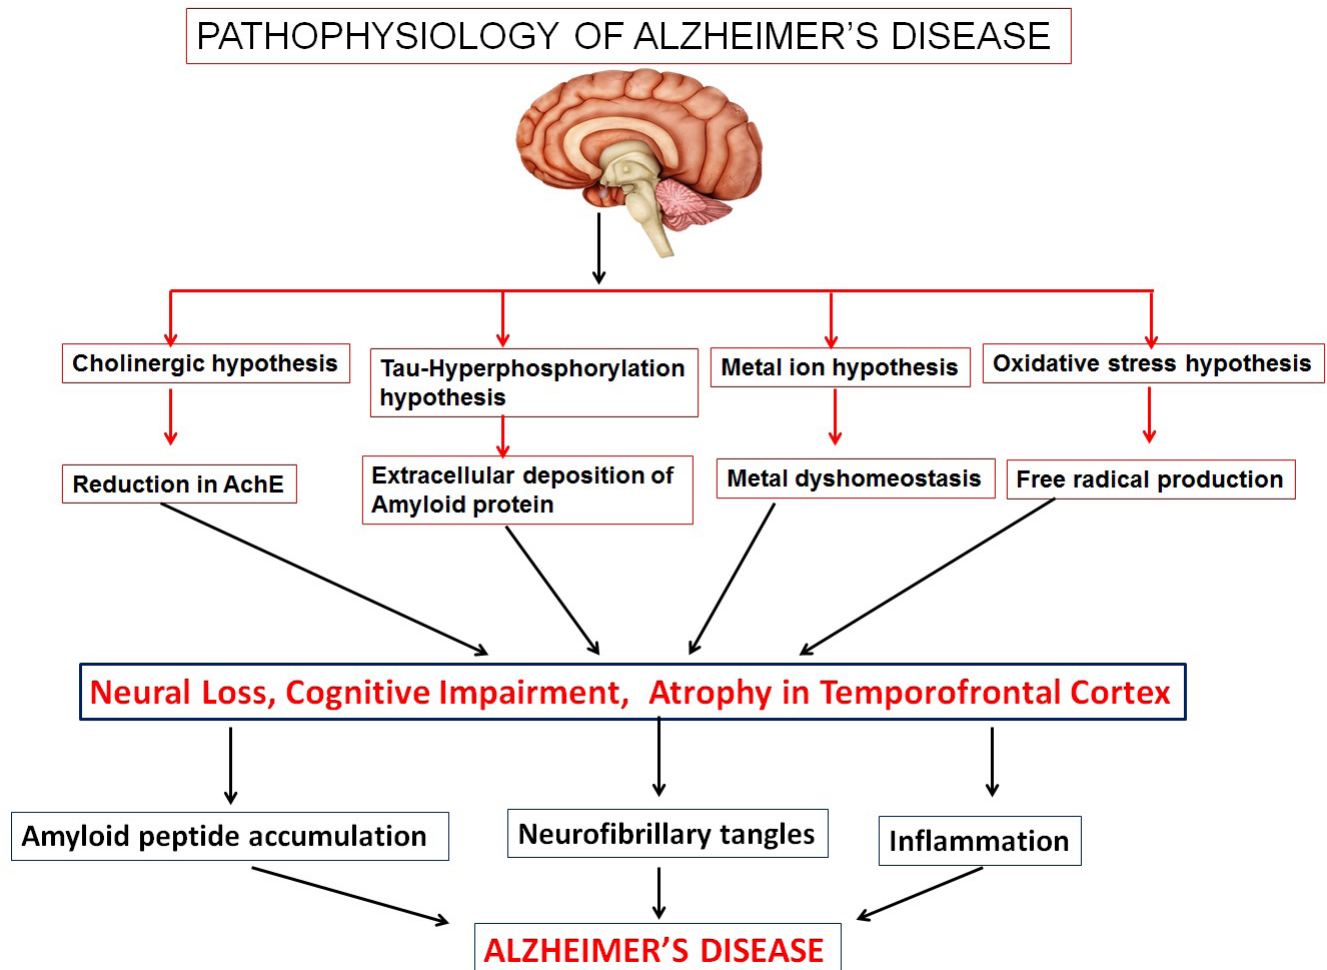 PATHOPHYSIOLOGY OF ALZHEIMER’S DISEASE
Cholinergic hypothesis
Tau-Hyperphosphorylation
hypothesis
Metal ion hypothesis
Oxidative stress hypothesis
Reduction in AchE
Extracellular deposition of
Amyloid protein
Metal dyshomeostasis
Free radical production
Neural Loss, Cognitive Impairment, Atrophy in Temporofrontal Cortex
Amyloid peptide accumulation
Neurofibrillary tangles
Inflammation
ALZHEIMER’S DISEASE